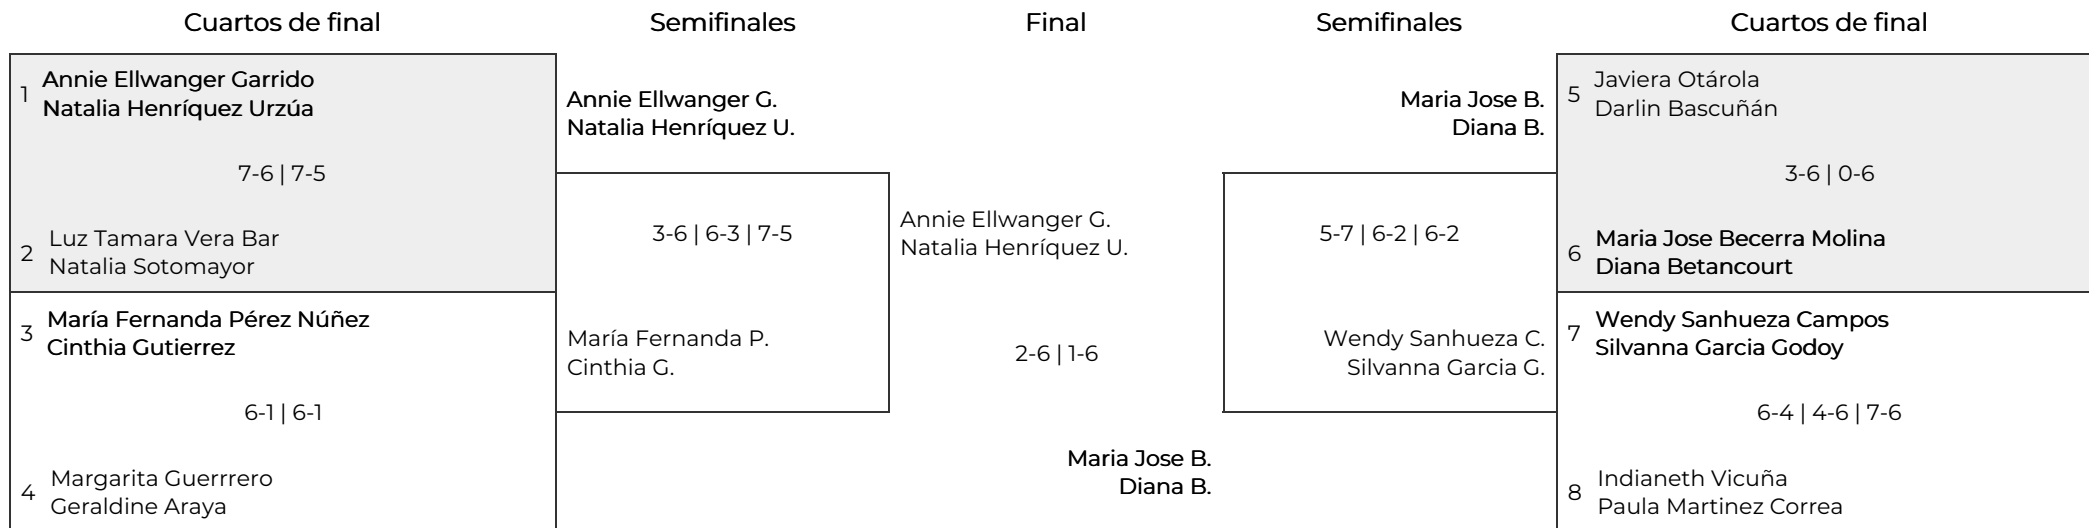 Cuartos de final
Semifinales
Final
Semifinales
Cuartos de final
1
Annie Ellwanger Garrido
Natalia Henríquez Urzúa
7-6 | 7-5
2
Luz Tamara Vera Bar
Natalia Sotomayor
3
María Fernanda Pérez Núñez
Cinthia Gutierrez
6-1 | 6-1
4
Margarita Guerrrero
Geraldine Araya
Annie Ellwanger G.
Natalia Henríquez U.
3-6 | 6-3 | 7-5
María Fernanda P.
Cinthia G.
Annie Ellwanger G.
Natalia Henríquez U.
2-6 | 1-6
Maria Jose B.
Diana B.
Maria Jose B.
Diana B.
5-7 | 6-2 | 6-2
Wendy Sanhueza C.
Silvanna Garcia G.
5
Javiera Otárola
Darlin Bascuñán
3-6 | 0-6
6
Maria Jose Becerra Molina
Diana Betancourt
7
Wendy Sanhueza Campos
Silvanna Garcia Godoy
6-4 | 4-6 | 7-6
8
Indianeth Vicuña
Paula Martinez Correa